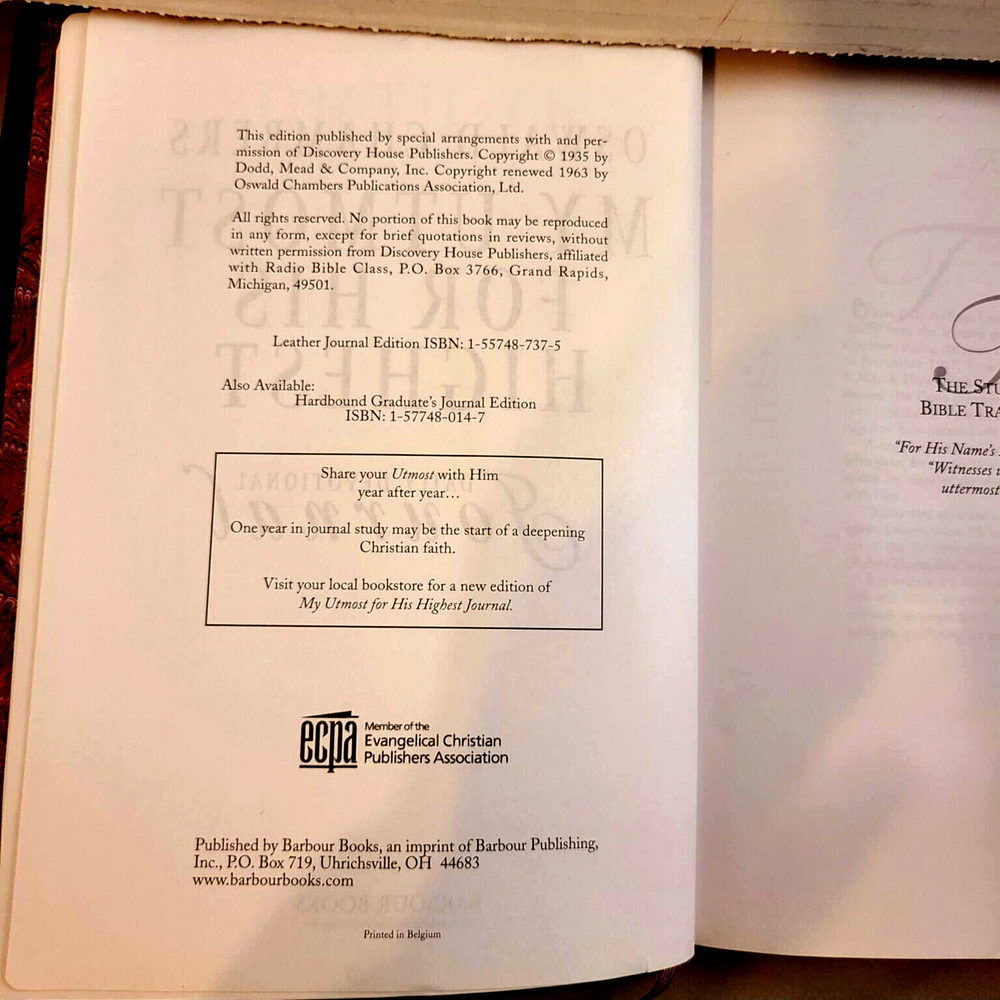 This edition published by special arrangements with and per-
mission of Discovery House Publishers. Copyright © 1935 by
Dodd, Mead & Company, Inc. Copyright renewed 1963 by
Oswald Chambers Publications Association, Ltd.
All rights reserved. No portion of this book may be reproduced
in any form, except for brief quotations in reviews, without
written permission from Discovery House Publishers, affiliated
with Radio Bible Class, P.O. Box 3766, Grand Rapids,
Michigan, 49501.
Leather Journal Edition ISBN: 1-55748-737-5
Also Available:
Hardbound Graduate's Journal Edition
ISBN: 1-57748-014-7
Share your Utmost with Him
year after year…
One year in journal study may be the start of a deepening
Christian faith.
Visit your local bookstore for a new edition of
My Utmost for His Highest Journal.
ecpa
Member of the
Evangelical Christian
Publishers Association
Published by Barbour Books, an imprint of Barbour Publishing,
Inc., P.O. Box 719, Uhrichsville, OH 44683
www.barbourbooks.com
Printed in Belgium
THE STU
BIBLE TRA
"For His Name's
"Witnesses u
uttermost